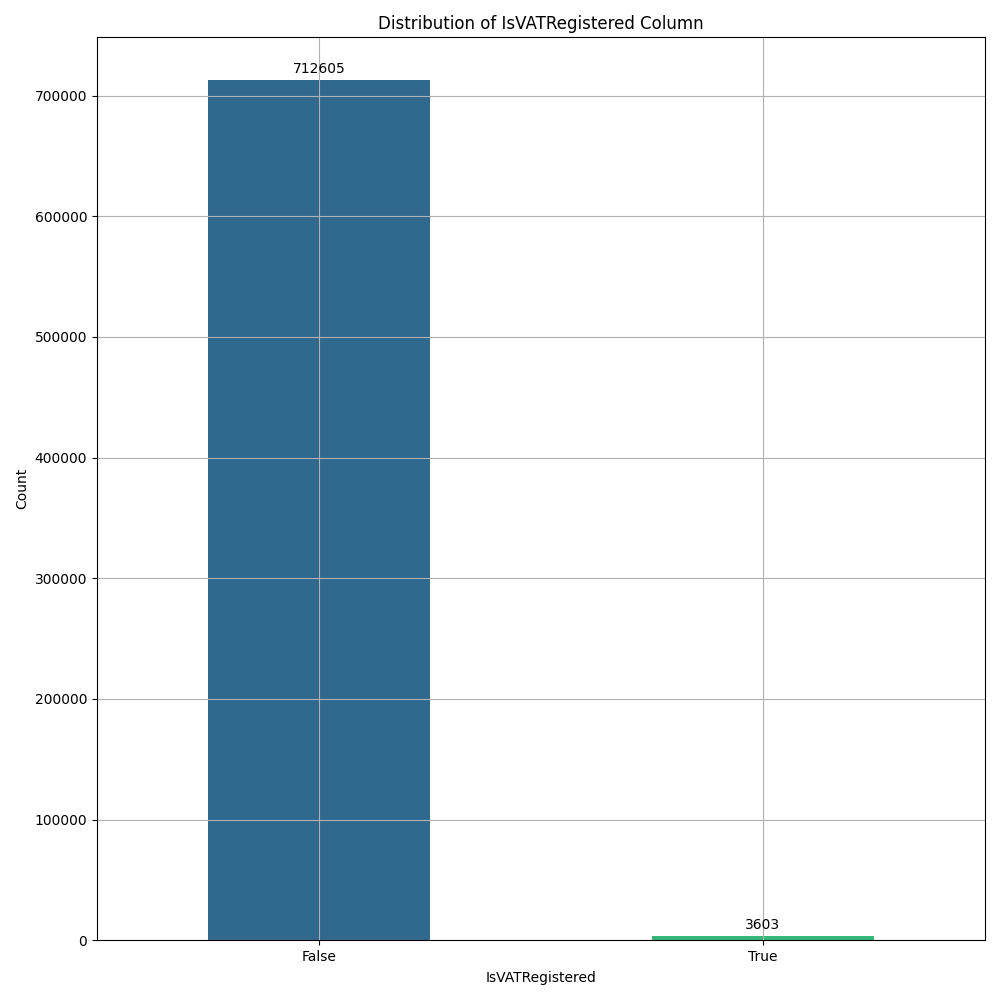 Distribution of IsVATRegistered Column
712605
700000
600000
500000
400000
300000
200000
100000
0
3603
False
True
Count
IsVATRegistered